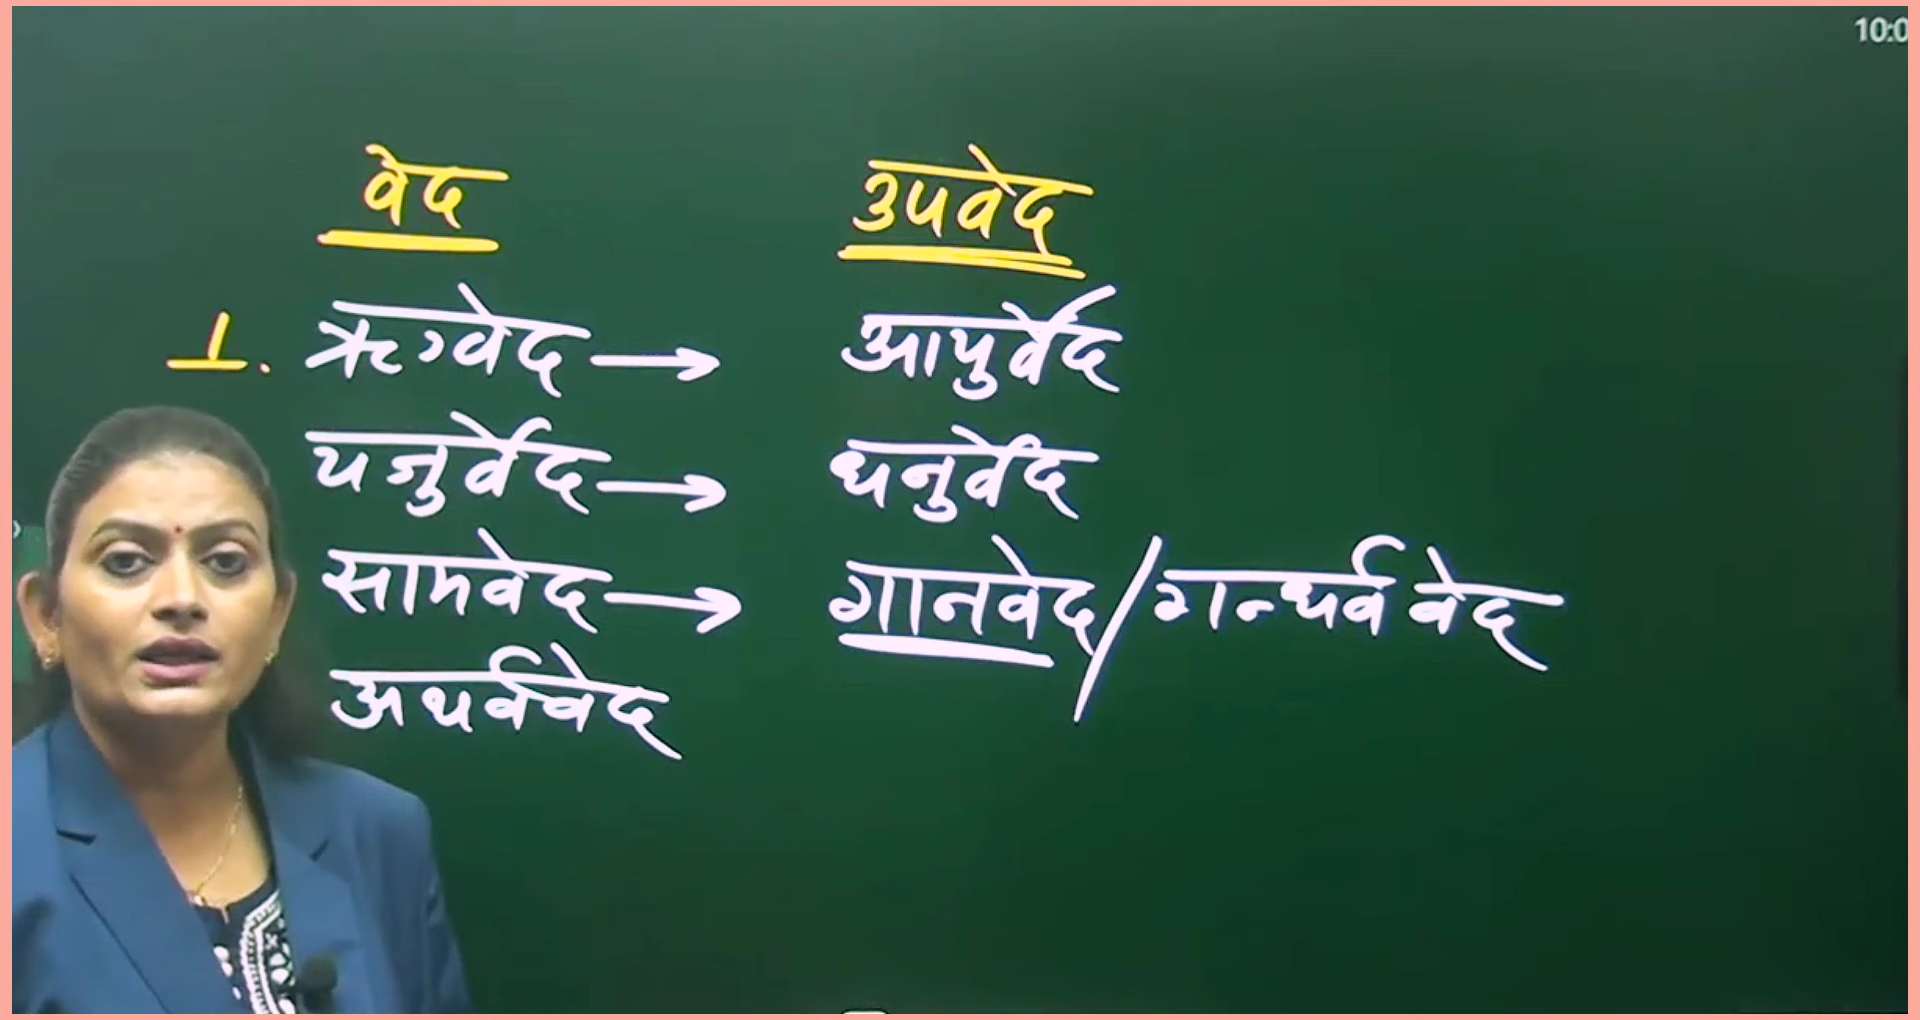 10:0
वेद उपवेद
1. ऋग्वेद → आयुर्वेद
यजुर्वेद → धनुर्वेद
सामवेद → गानवेद / गन्धर्व वेद
अथर्ववेद